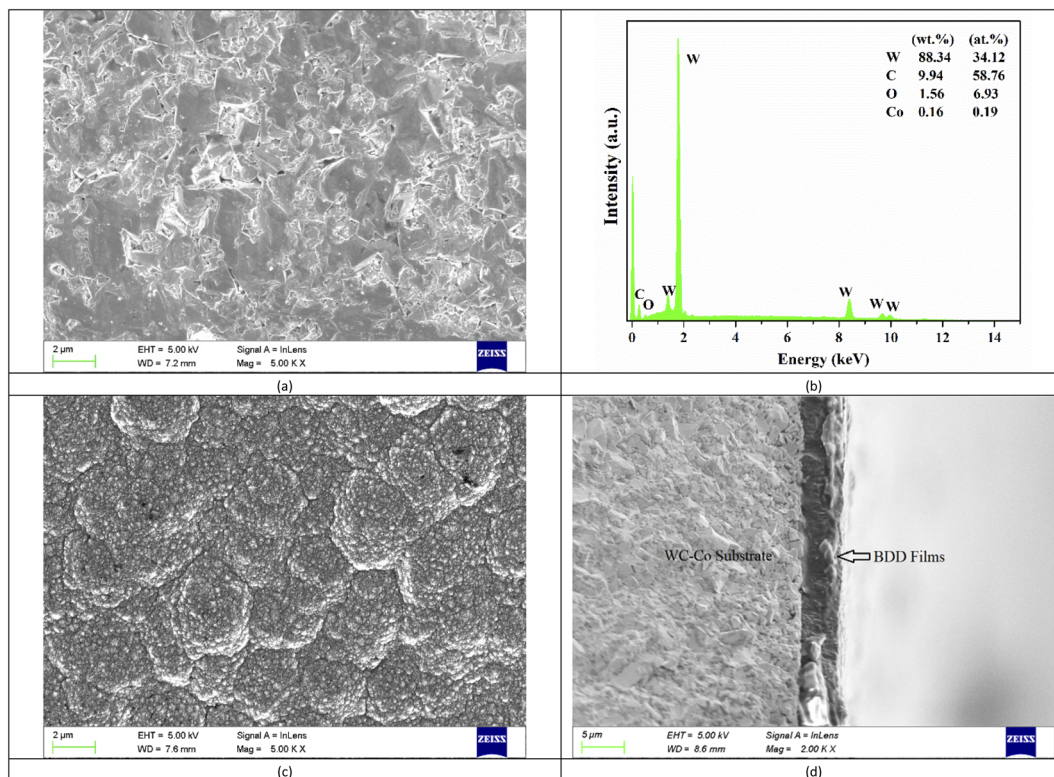 2 µm
EHT = 5.00 kV
Signal A = InLens
WD = 7.2 mm
Mag = 5.00 K X
ZEISS
(a)
(wt.%) (at.%)
W 88.34 34.12
C 9.94 58.76
O 1.56 6.93
Co 0.16 0.19
W
C
O
W
W
W
W
Intensity (a.u.)
0 2 4 6 8 10 12 14
Energy (keV)
(b)
2 µm
EHT = 5.00 kV
Signal A = InLens
WD = 7.6 mm
Mag = 5.00 K X
ZEISS
(c)
WC-Co Substrate
BDD Films
5 µm
EHT = 5.00 kV
Signal A = InLens
WD = 8.6 mm
Mag = 2.00 K X
ZEISS
(d)